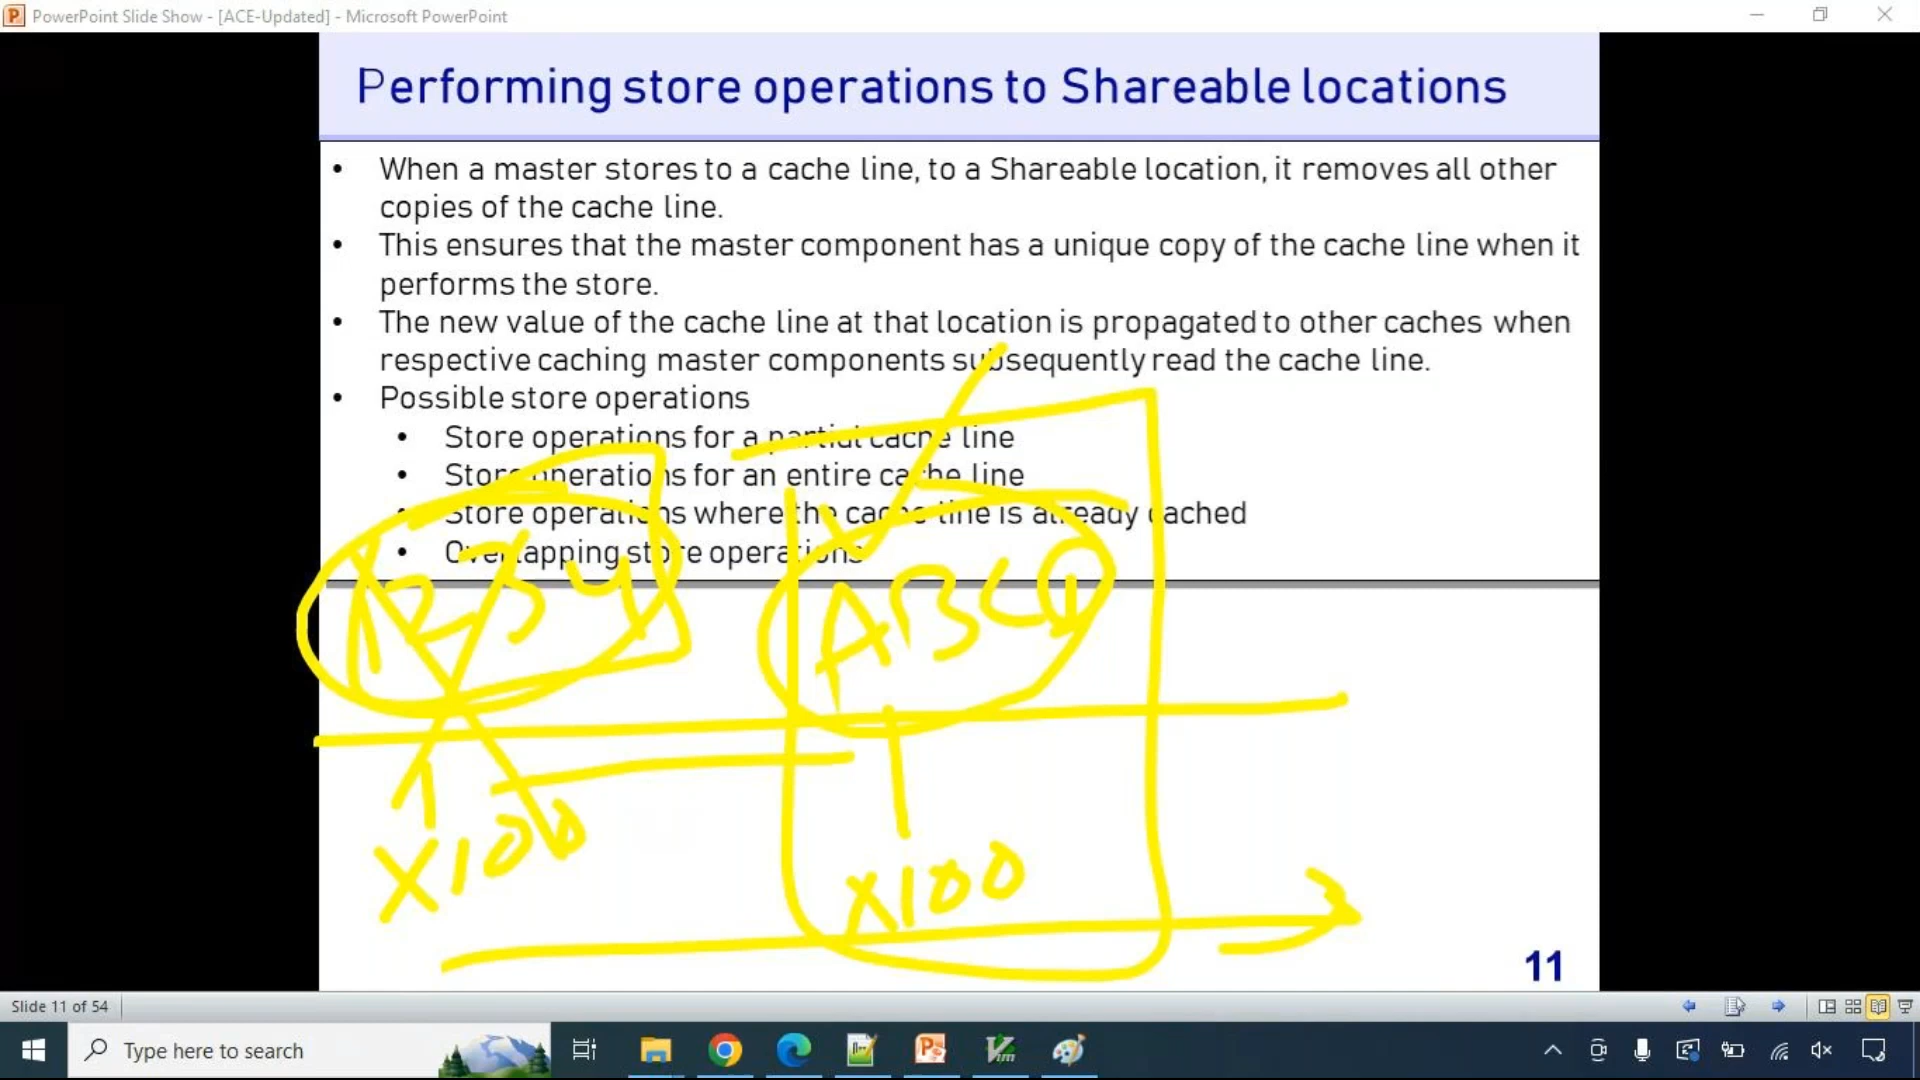 PowerPoint Slide Show - [ACE-Updated] - Microsoft PowerPoint
Performing store operations to Shareable locations
• When a master stores to a cache line, to a Shareable location, it removes all other
copies of the cache line.
• This ensures that the master component has a unique copy of the cache line when it
performs the store.
• The new value of the cache line at that location is propagated to other caches when
respective caching master components subsequently read the cache line.
• Possible store operations
• Store operations for a partial cache line
• Store operations for an entire cache line
• Store operations where the cache line is already cached
• Overlapping store operations
ABC
X100
X100
11
Slide 11 of 54
Type here to search